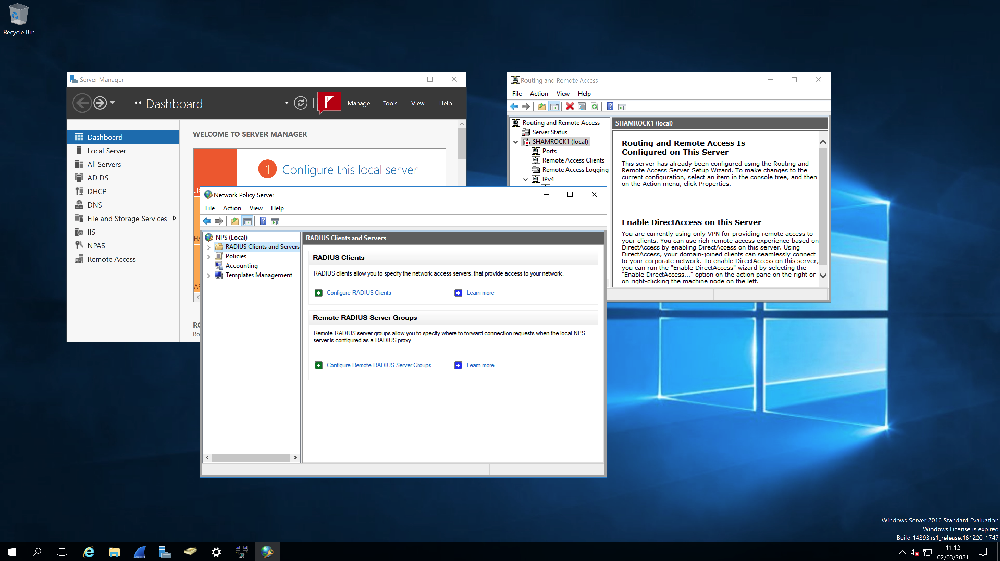 Recycle Bin
Server Manager
Dashboard
Manage Tools View Help
Dashboard
Local Server
All Servers
AD DS
DHCP
DNS
File and Storage Services
IIS
NPAS
Remote Access
WELCOME TO SERVER MANAGER
1 Configure this local server
Routing and Remote Access
File Action View Help
Routing and Remote Access
Server Status
SHAMROCK1 (local)
Ports
Remote Access Clients
Remote Access Logging
IPv4
SHAMROCK1 (local)
Routing and Remote Access Is
Configured on This Server
This server has already been configured using the Routing and
Remote Access Server Setup Wizard. To make changes to the
current configuration, select an item in the console tree, and then
on the Action menu, click Properties.
Enable DirectAccess on this Server
You are currently using only VPN for providing remote access to
your clients. You can use rich remote access experience based on
DirectAccess by enabling DirectAccess on this server. Using
DirectAccess, your domain-joined clients can seamlessly connect
to your corporate network. To enable DirectAccess on this server,
you can run the "Enable DirectAccess" wizard by selecting the
"Enable DirectAccess..." option on the action pane on the right or
on right-clicking the machine node on the left.
Network Policy Server
File Action View Help
NPS (Local)
RADIUS Clients and Servers
Policies
Accounting
Templates Management
RADIUS Clients and Servers
RADIUS Clients
RADIUS clients allow you to specify the network access servers, that provide access to your network.
Configure RADIUS Clients Learn more
Remote RADIUS Server Groups
Remote RADIUS server groups allow you to specify where to forward connection requests when the local NPS
server is configured as a RADIUS proxy.
Configure Remote RADIUS Server Groups Learn more
Windows Server 2016 Standard Evaluation
Windows License is expired
Build 14393.rs1_release.161220-1747
11:12
02/03/2021